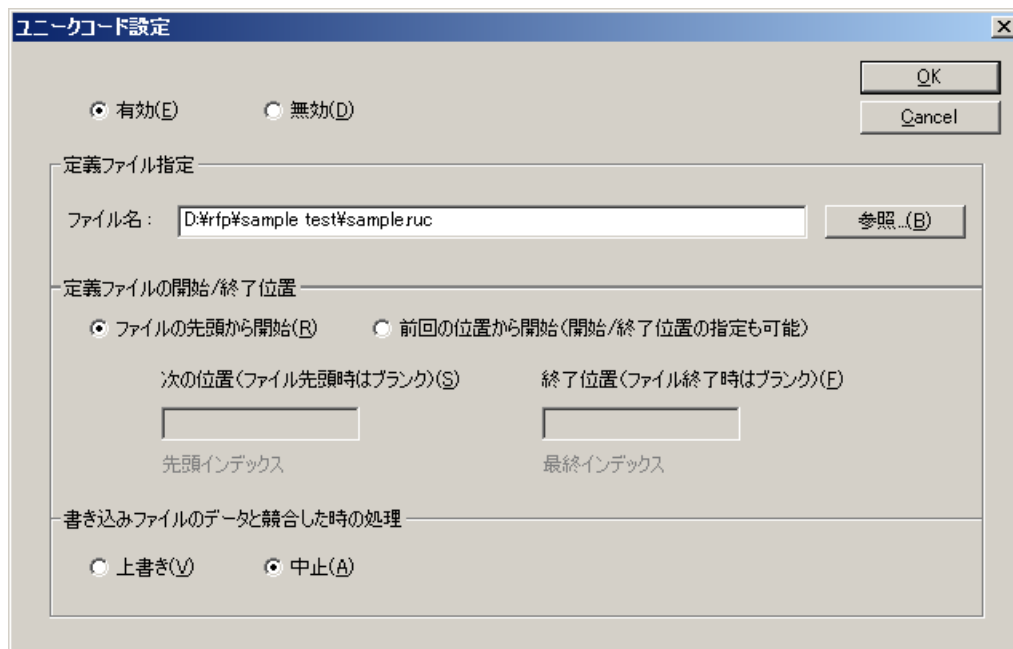 ユニークコード設定
OK
有効(E)
無効(D)
Cancel
定義ファイル指定
ファイル名：
D:¥rfp¥sample test¥sample.ruc
参照...(B)
定義ファイルの開始/終了位置
ファイルの先頭から開始(R)
前回の位置から開始(開始/終了位置の指定も可能)
次の位置(ファイル先頭時はブランク)(S)
終了位置(ファイル終了時はブランク)(F)
先頭インデックス
最終インデックス
書き込みファイルのデータと競合した時の処理
上書き(V)
中止(A)